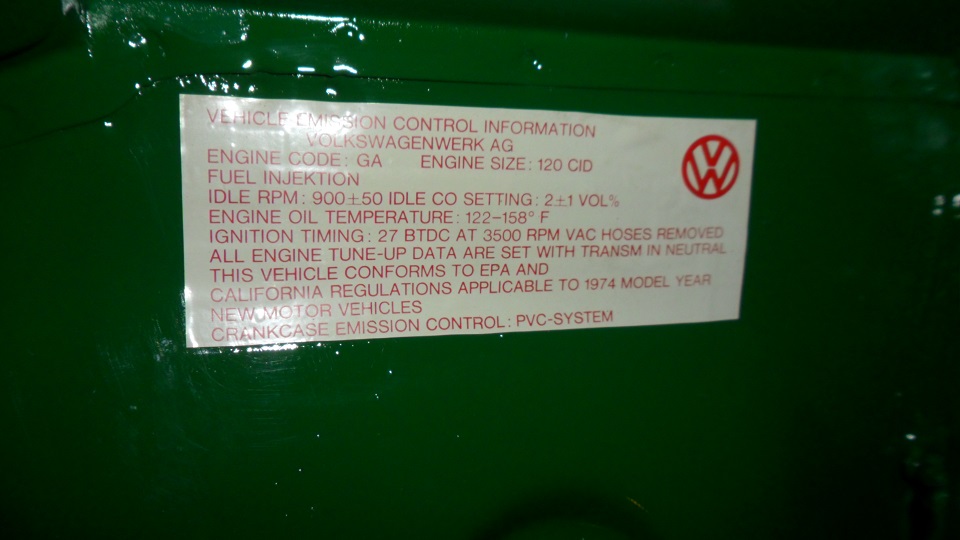 VEHICLE EMISSION CONTROL INFORMATION
VOLKSWAGENWERK AG
ENGINE CODE: GA ENGINE SIZE: 120 CID
FUEL INJEKTION
IDLE RPM: 900±50 IDLE CO SETTING: 2±1 VOL%
ENGINE OIL TEMPERATURE: 122-158° F
IGNITION TIMING: 27 BTDC AT 3500 RPM VAC HOSES REMOVED
ALL ENGINE TUNE-UP DATA ARE SET WITH TRANSM IN NEUTRAL
THIS VEHICLE CONFORMS TO EPA AND
CALIFORNIA REGULATIONS APPLICABLE TO 1974 MODEL YEAR
NEW MOTOR VEHICLES
CRANKCASE EMISSION CONTROL: PVC-SYSTEM